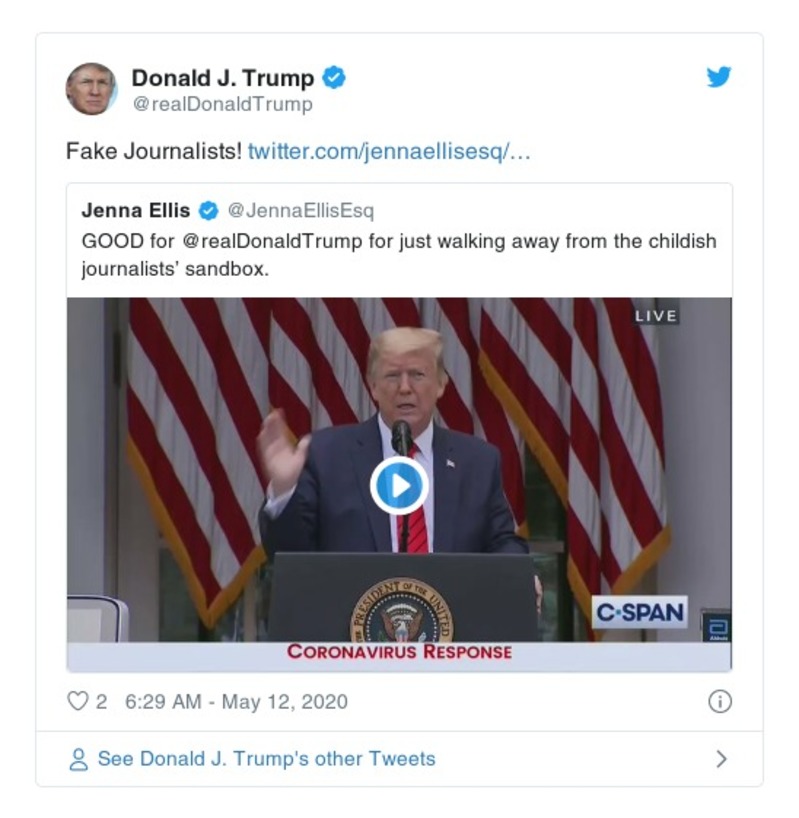 Donald J. Trump
@realDonaldTrump
Fake Journalists! twitter.com/jennaellisesq/…
Jenna Ellis @JennaEllisEsq
GOOD for @realDonaldTrump for just walking away from the childish
journalists’ sandbox.
LIVE
PRESIDENT OF THE UNITED
C-SPAN
Abbott
CORONAVIRUS RESPONSE
2 6:29 AM - May 12, 2020
See Donald J. Trump's other Tweets